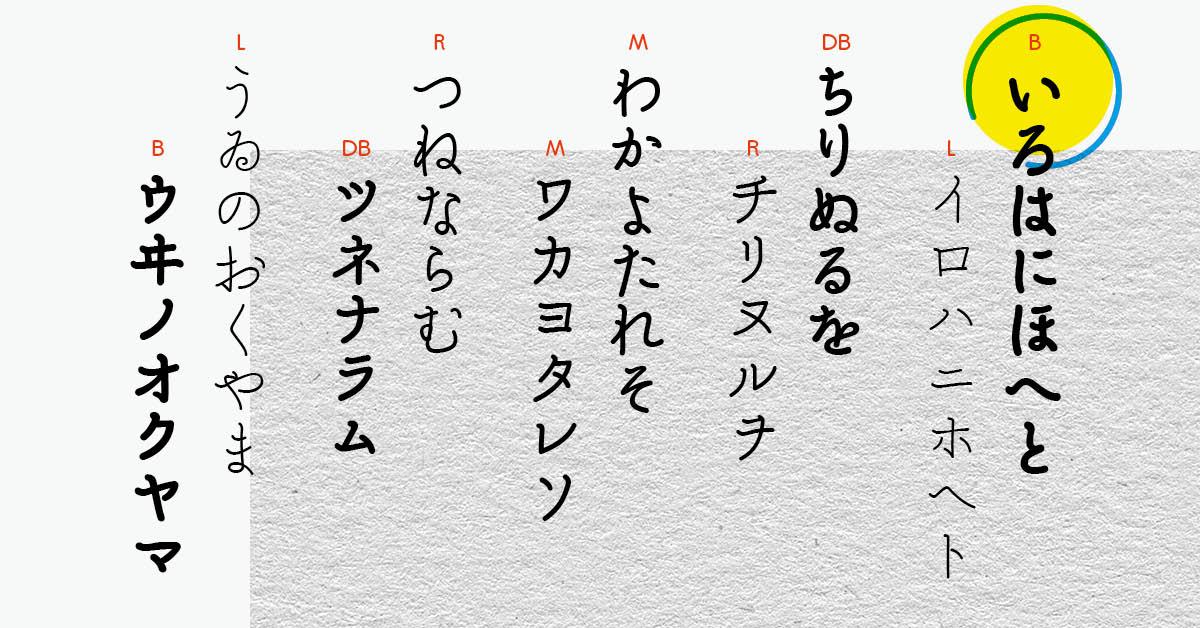 B
いろはにほへと
L
イロハニホヘト
DB
ちりぬるを
R
チリヌルヲ
M
わかよたれそ
M
ワカヨタレソ
R
つねならむ
DB
ツネナラム
L
うゐのおくやま
B
ウヰノオクヤマ